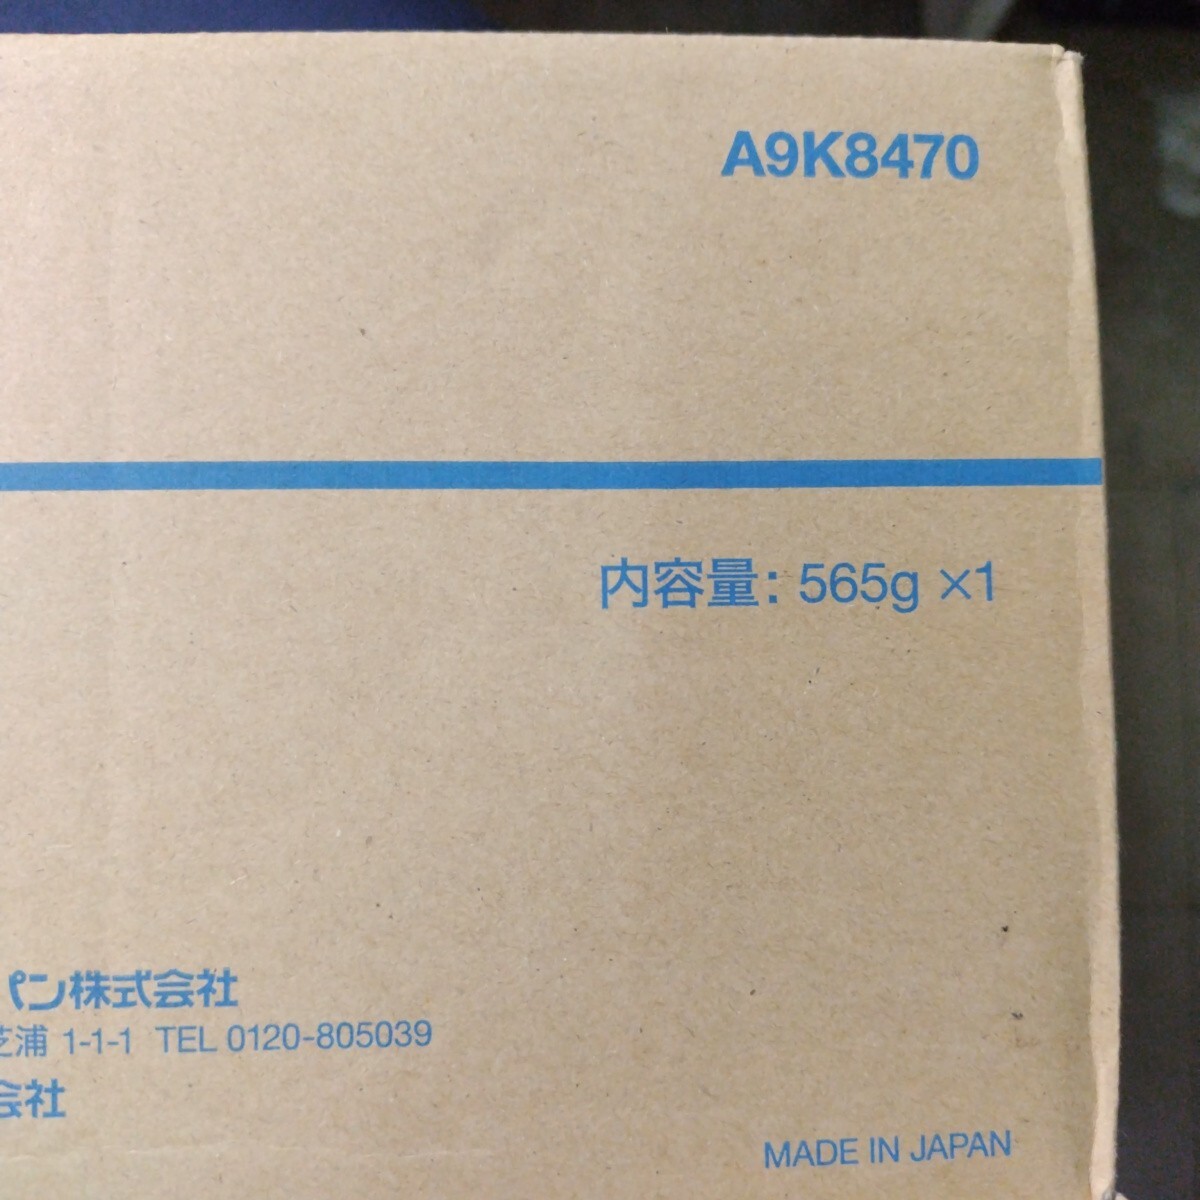 A9K8470
内容量: 565g ×1
パン株式会社
芝浦 1-1-1 TEL 0120-805039
会社
MADE IN JAPAN